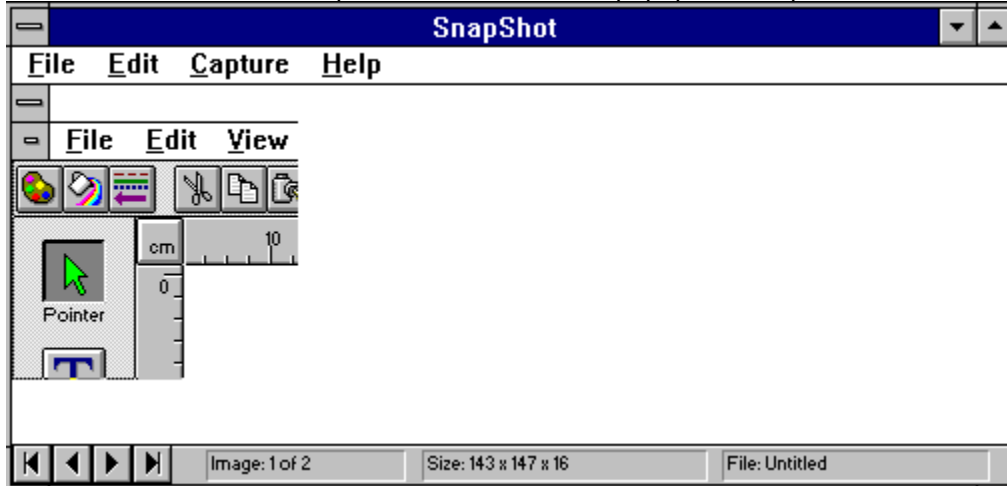 SnapShot
File Edit Capture Help
File Edit View
cm 10
0
Pointer
T
Image: 1 of 2 Size: 143 x 147 x 16 File: Untitled